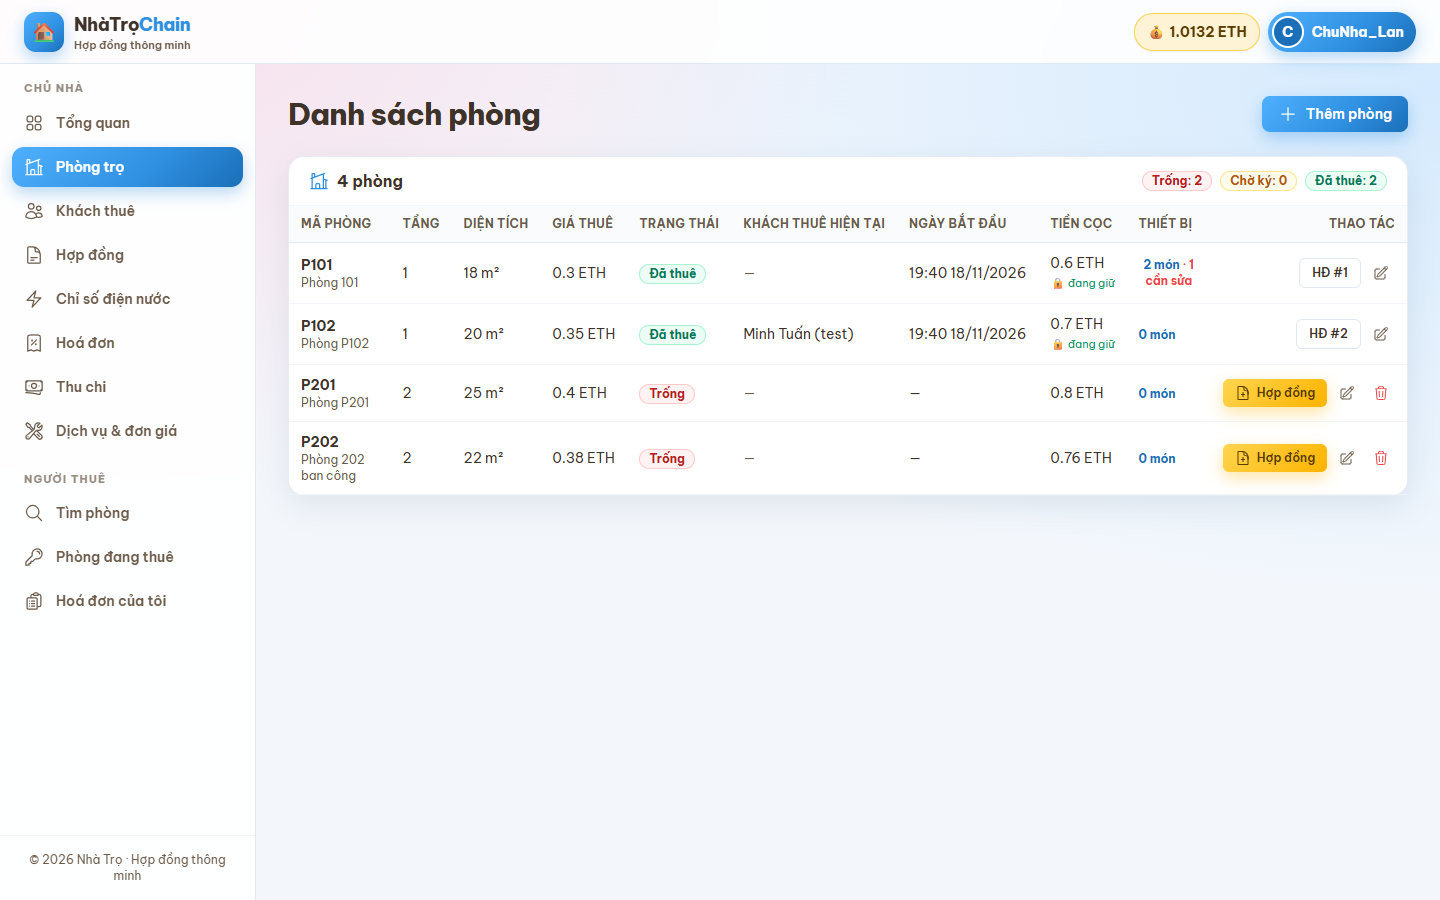 NhàTrọChain
Hợp đồng thông minh
1.0132 ETH
C ChuNha_Lan
CHỦ NHÀ
Tổng quan
Phòng trọ
Khách thuê
Hợp đồng
Chỉ số điện nước
Hoá đơn
Thu chi
Dịch vụ & đơn giá
NGƯỜI THUÊ
Tìm phòng
Phòng đang thuê
Hoá đơn của tôi
© 2026 Nhà Trọ · Hợp đồng thông
minh
Danh sách phòng
Thêm phòng
4 phòng
Trống: 2 Chờ ký: 0 Đã thuê: 2
MÃ PHÒNG TẦNG DIỆN TÍCH GIÁ THUÊ TRẠNG THÁI KHÁCH THUÊ HIỆN TẠI NGÀY BẮT ĐẦU TIỀN CỌC THIẾT BỊ THAO TÁC
P101
Phòng 101
1 18 m² 0.3 ETH Đã thuê — 19:40 18/11/2026
0.6 ETH
đang giữ
2 món · 1
cần sửa
HĐ #1
P102
Phòng P102
1 20 m² 0.35 ETH Đã thuê Minh Tuấn (test) 19:40 18/11/2026
0.7 ETH
đang giữ
0 món
HĐ #2
P201
Phòng P201
2 25 m² 0.4 ETH Trống — — 0.8 ETH 0 món Hợp đồng
P202
Phòng 202
ban công
2 22 m² 0.38 ETH Trống — — 0.76 ETH 0 món Hợp đồng